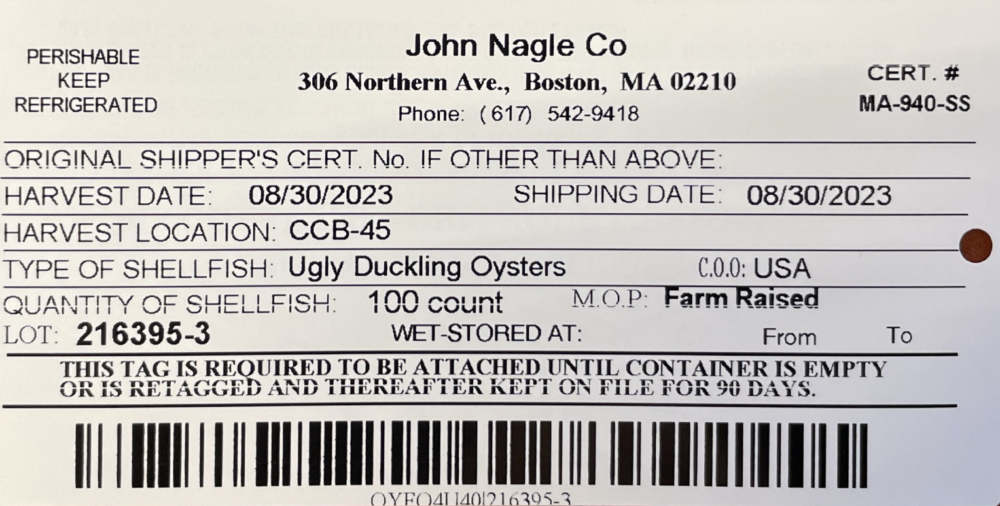 PERISHABLE
KEEP
REFRIGERATED
John Nagle Co
306 Northern Ave., Boston, MA 02210
Phone: (617) 542-9418
CERT. #
MA-940-SS
ORIGINAL SHIPPER'S CERT. No. IF OTHER THAN ABOVE:
HARVEST DATE: 08/30/2023 SHIPPING DATE: 08/30/2023
HARVEST LOCATION: CCB-45
TYPE OF SHELLFISH: Ugly Duckling Oysters C.O.O: USA
QUANTITY OF SHELLFISH: 100 count M.O.P: Farm Raised
LOT: 216395-3 WET-STORED AT: From To
THIS TAG IS REQUIRED TO BE ATTACHED UNTIL CONTAINER IS EMPTY
OR IS RETAGGED AND THEREAFTER KEPT ON FILE FOR 90 DAYS.